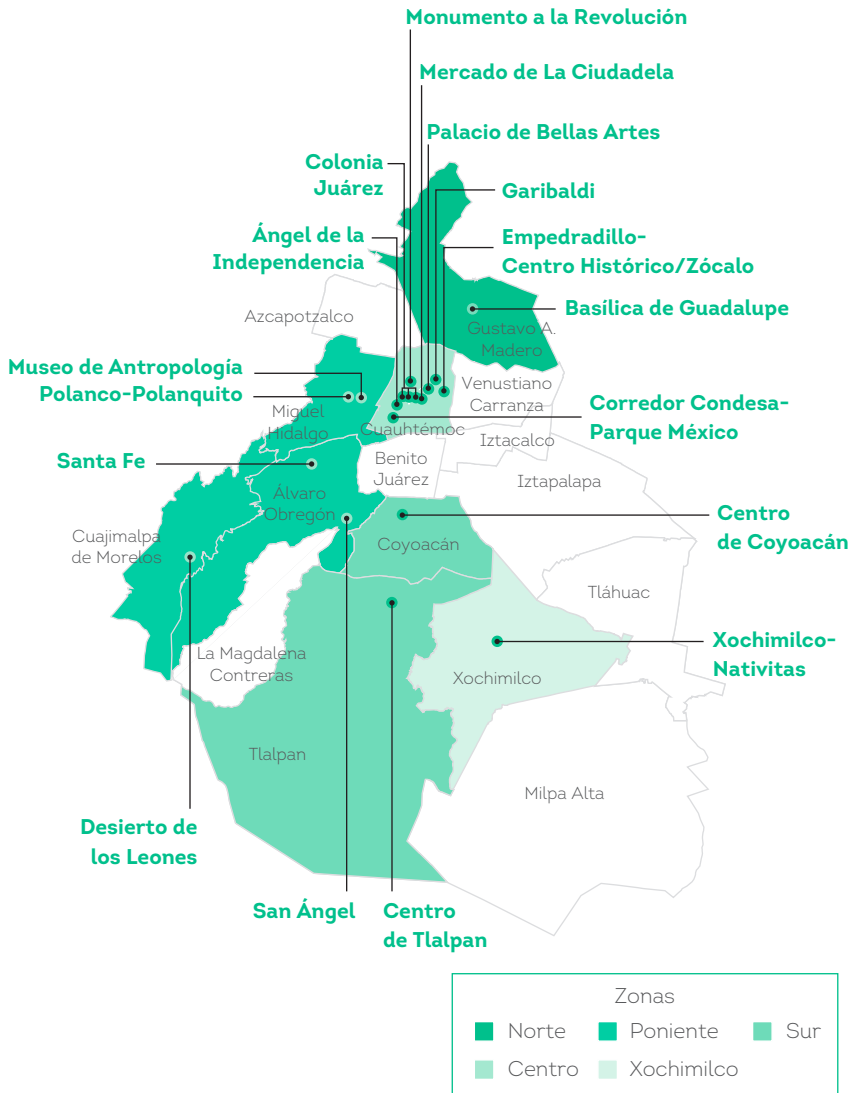 Monumento a la Revolución
Mercado de La Ciudadela
Palacio de Bellas Artes
Colonia
Juárez
Garibaldi
Ángel de la
Independencia
Empedradillo-
Centro Histórico/Zócalo
Azcapotzalco
Basílica de Guadalupe
Gustavo A.
Madero
Museo de Antropología
Polanco-Polanquito
Venustiano
Carranza
Miguel
Hidalgo
Cuauhtémoc
Corredor Condesa-
Parque México
Iztacalco
Santa Fe
Benito
Juárez
Iztapalapa
Álvaro
Obregón
Centro
de Coyoacán
Cuajimalpa
de Morelos
Coyoacán
Tláhuac
La Magdalena
Contreras
Xochimilco
Xochimilco-
Nativitas
Tlalpan
Milpa Alta
Desierto de
los Leones
San Ángel
Centro
de Tlalpan
Zonas
Norte
Poniente
Sur
Centro
Xochimilco